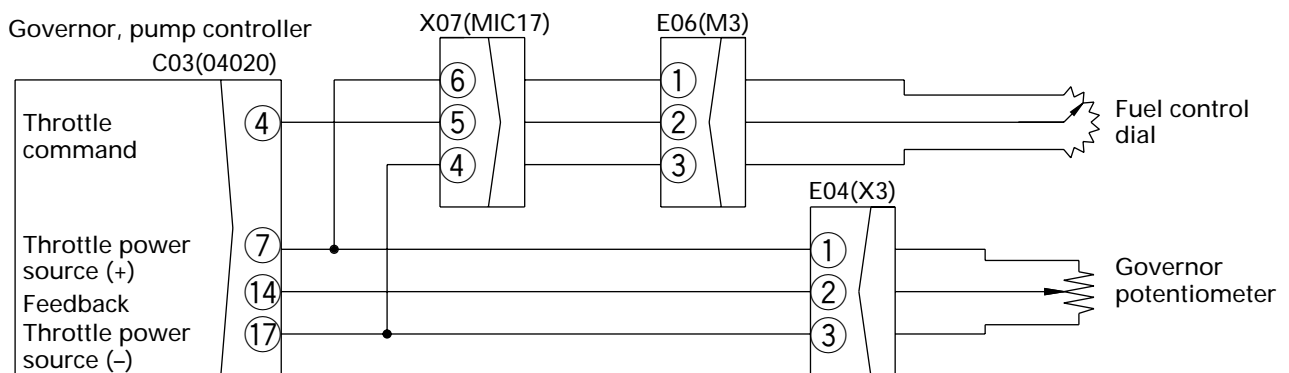 Governor, pump controller
C03(04020)
X07(MIC17)
E06(M3)
6
1
4
5
2
4
3
Throttle
command
Fuel control
dial
E04(X3)
7
1
14
2
17
3
Throttle power
source (+)
Feedback
Throttle power
source (–)
Governor
potentiometer